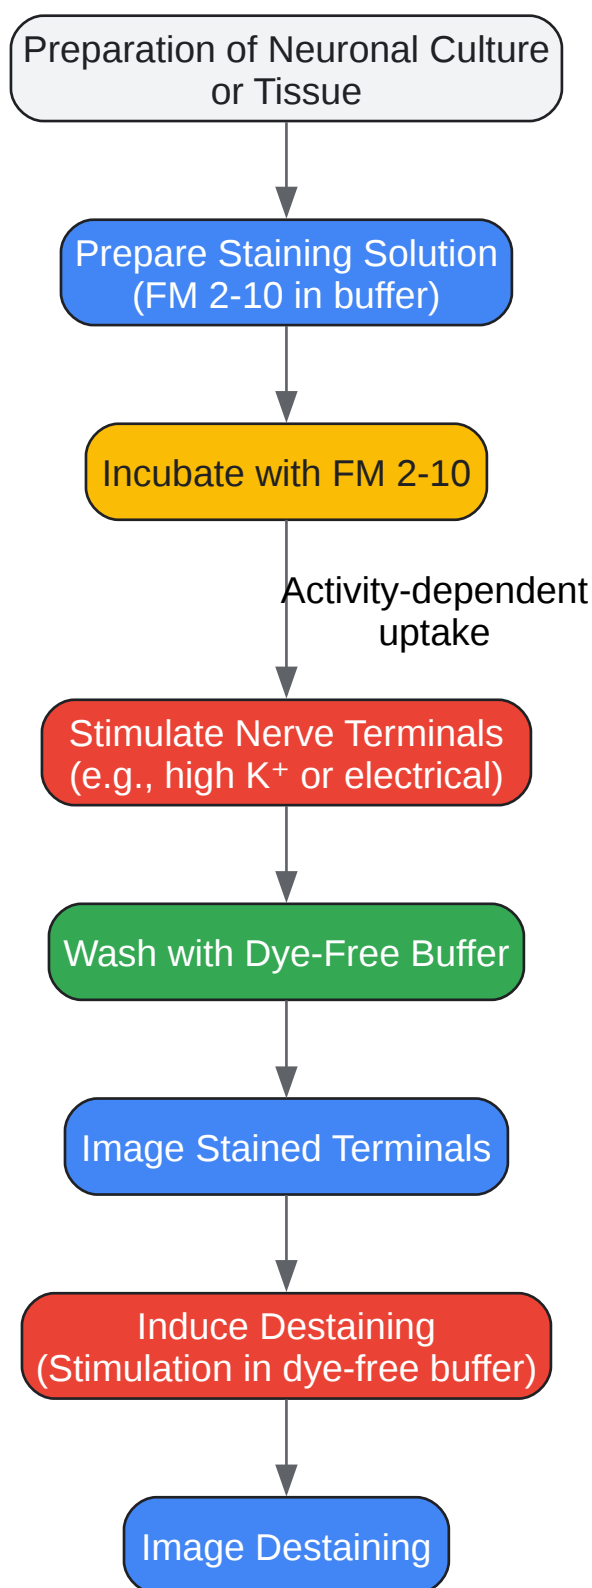 Preparation of Neuronal Culture
or Tissue
Prepare Staining Solution
(FM 2-10 in buffer)
Incubate with FM 2-10
Activity-dependent
uptake
Stimulate Nerve Terminals
(e.g., high K⁺ or electrical)
Wash with Dye-Free Buffer
Image Stained Terminals
Induce Destaining
(Stimulation in dye-free buffer)
Image Destaining